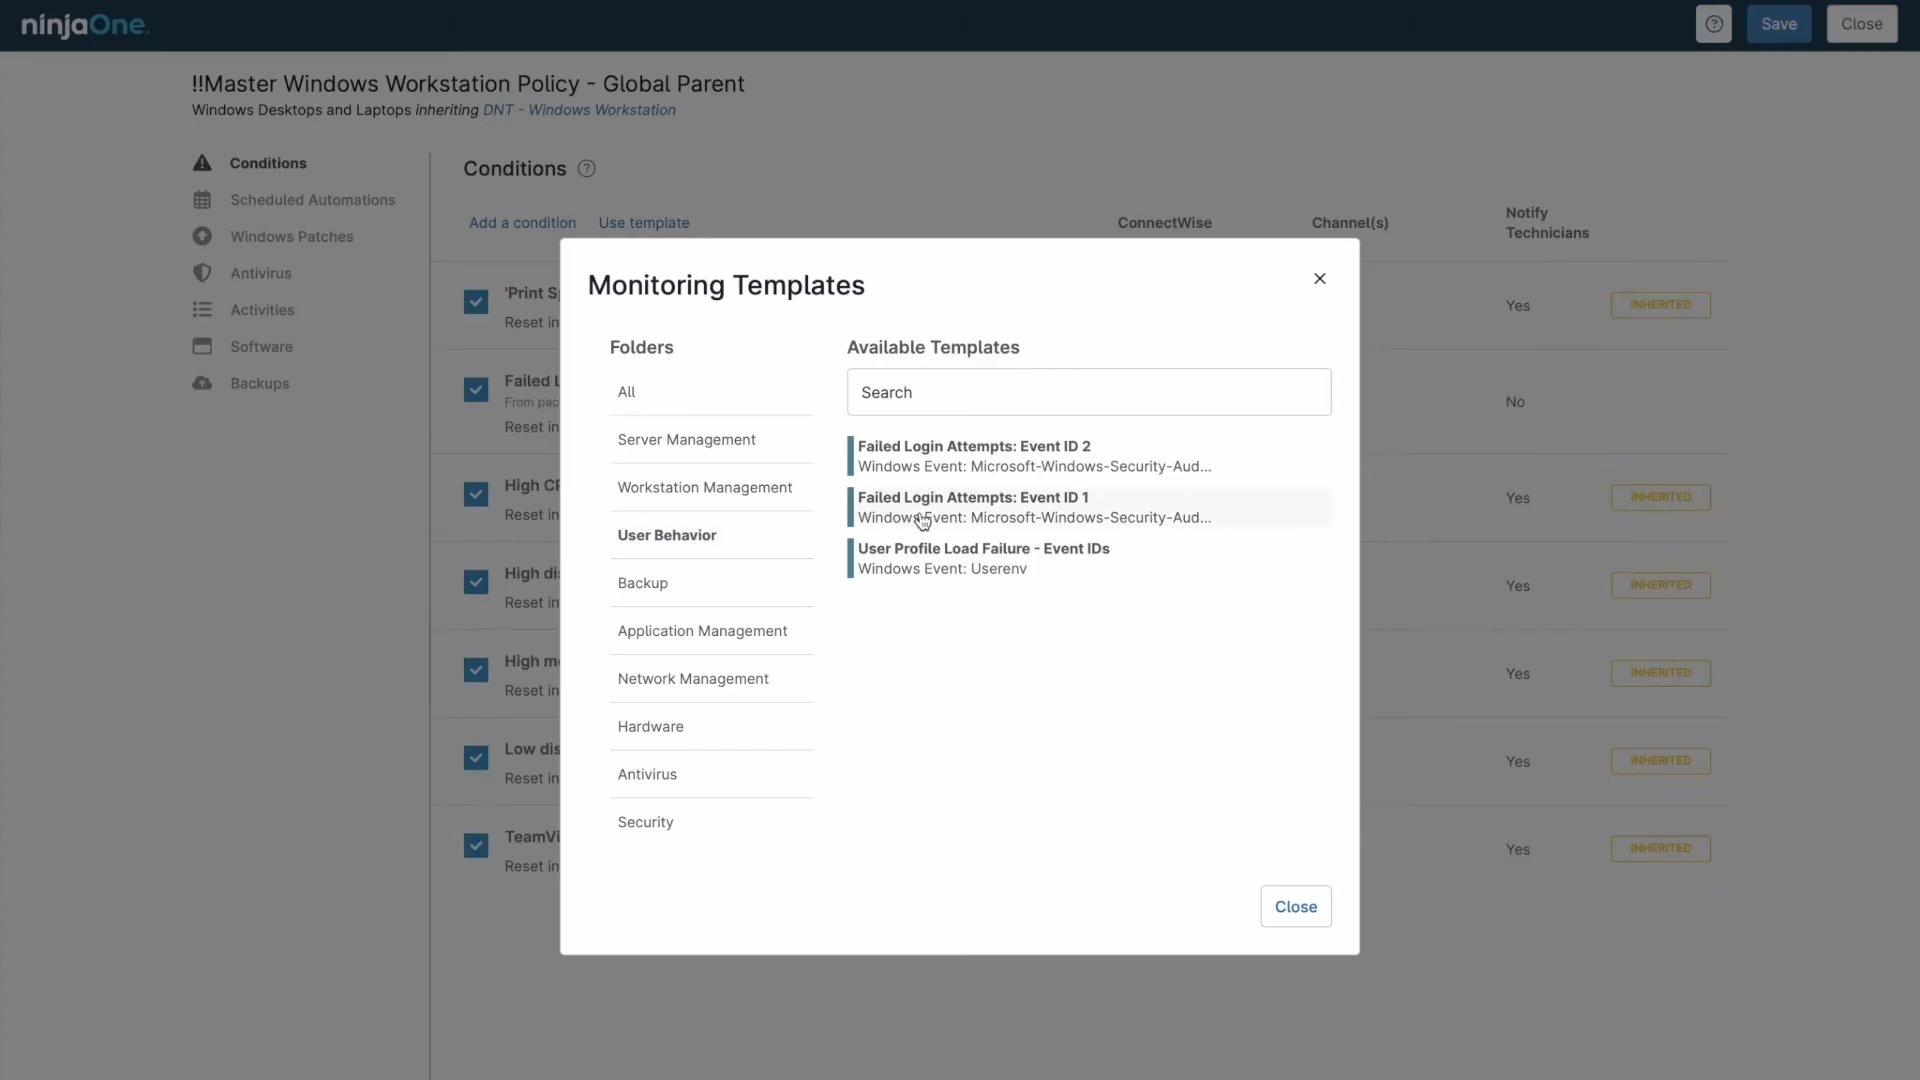 ninjaOne.
Save
Close
!!Master Windows Workstation Policy - Global Parent
Windows Desktops and Laptops inheriting DNT - Windows Workstation
Conditions
Scheduled Automations
Windows Patches
Antivirus
Activities
Software
Backups
Conditions
Add a condition
Use template
ConnectWise
Channel(s)
Notify
Technicians
'Print S
Reset in
Yes
INHERITED
Failed L
From pac
Reset in
No
High C
Reset in
Yes
INHERITED
High di
Reset in
Yes
INHERITED
High m
Reset in
Yes
INHERITED
Low dis
Reset in
Yes
INHERITED
TeamVi
Reset in
Yes
INHERITED
Monitoring Templates
Folders
All
Server Management
Workstation Management
User Behavior
Backup
Application Management
Network Management
Hardware
Antivirus
Security
Available Templates
Search
Failed Login Attempts: Event ID 2
Windows Event: Microsoft-Windows-Security-Aud...
Failed Login Attempts: Event ID 1
Windows Event: Microsoft-Windows-Security-Aud...
User Profile Load Failure - Event IDs
Windows Event: Userenv
Close